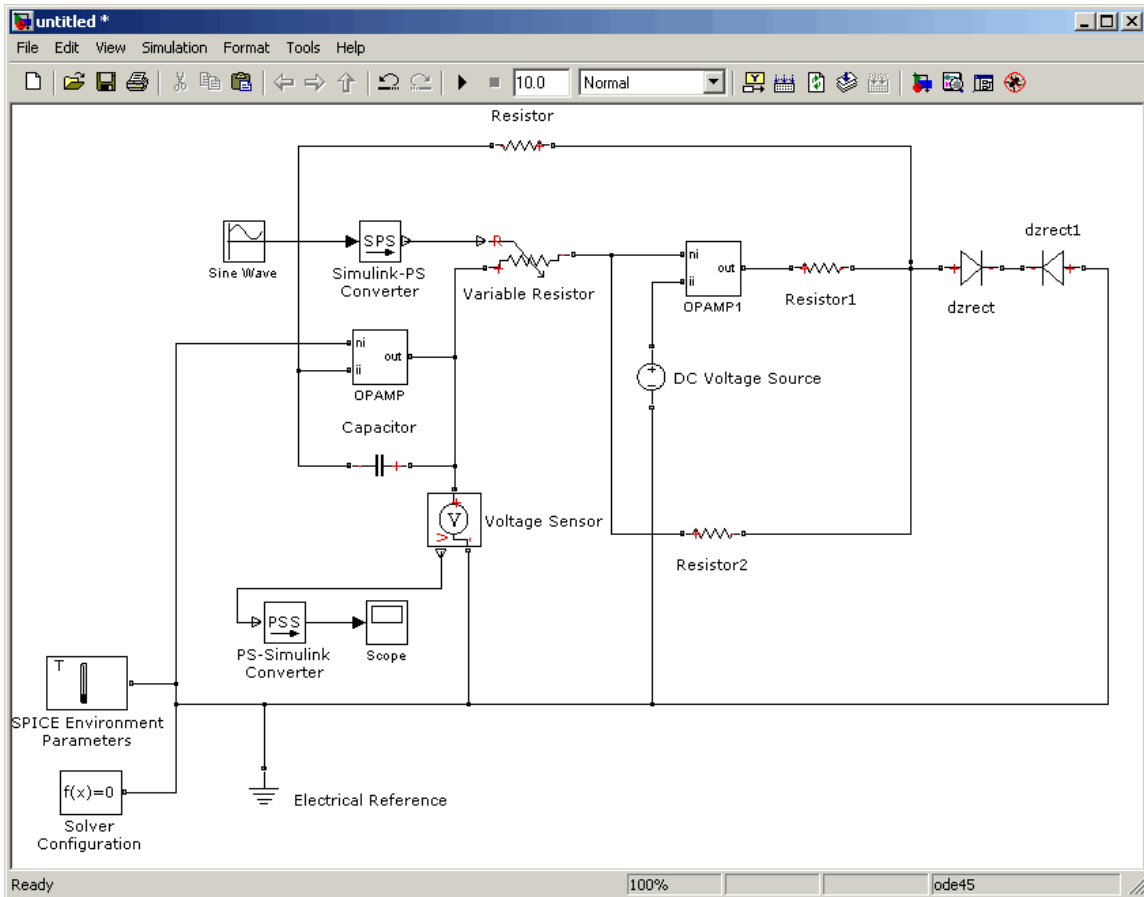 untitled *
File Edit View Simulation Format Tools Help
10.0 Normal
Resistor
Sine Wave
SPS
Simulink-PS
Converter
R
Variable Resistor
ni
out
ii
OPAMP1
Resistor1
dzrect
dzrect1
ni
out
ii
OPAMP
DC Voltage Source
Capacitor
V
V
Voltage Sensor
Resistor2
PSS
PS-Simulink
Converter
Scope
T
SPICE Environment
Parameters
f(x)=0
Solver
Configuration
Electrical Reference
Ready 100% ode45